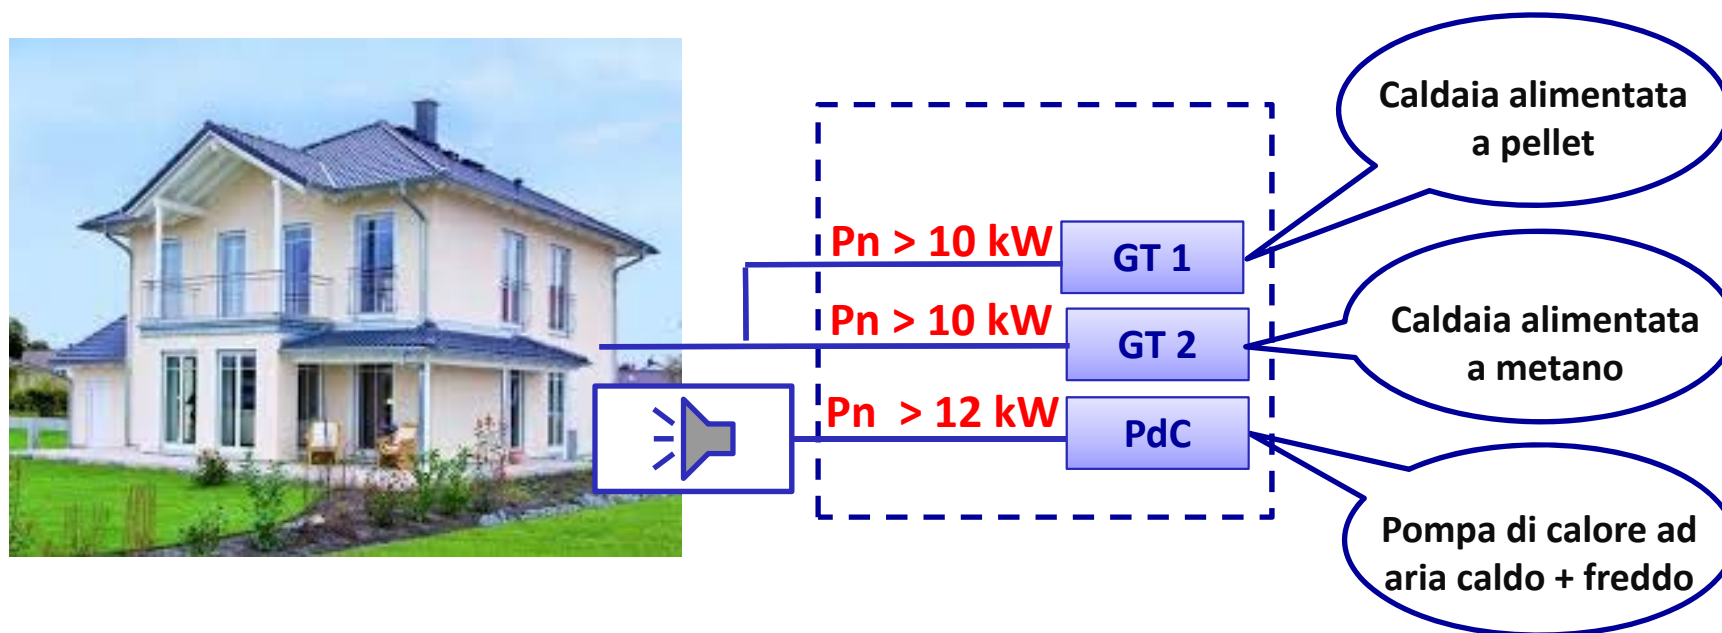 Caldaia alimentata
a pellet
Pn > 10 kW
GT 1
Pn > 10 kW
GT 2
Caldaia alimentata
a metano
Pn > 12 kW
PdC
Pompa di calore ad
aria caldo + freddo